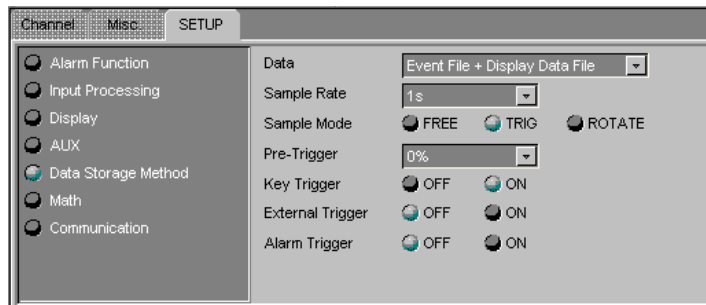 Channel Misc SETUP
Alarm Function
Input Processing
Display
AUX
Data Storage Method
Math
Communication
Data Event File + Display Data File
Sample Rate 1s
Sample Mode FREE TRIG ROTATE
Pre-Trigger 0%
Key Trigger OFF ON
External Trigger OFF ON
Alarm Trigger OFF ON